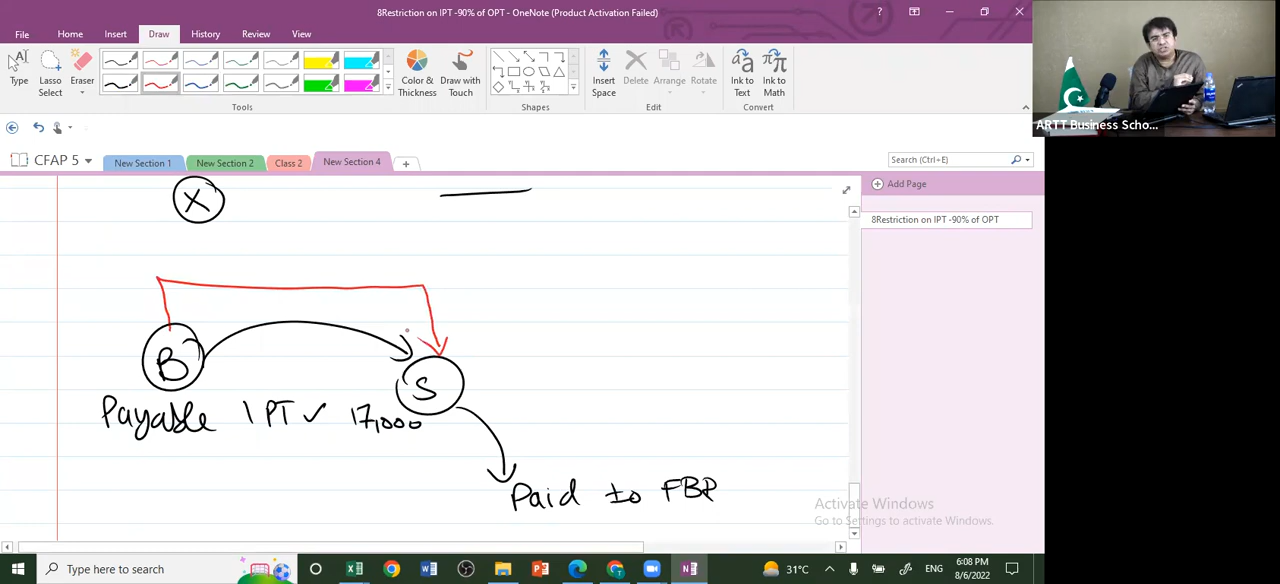 8Restriction on IPT -90% of OPT - OneNote (Product Activation Failed)
File Home Insert Draw History Review View
Type
Lasso Select
Eraser
Color & Thickness
Draw with Touch
Insert Space
Delete
Arrange
Rotate
Ink to Text
Ink to Math
Tools
Shapes
Edit
Convert
ARTT Business Scho...
CFAP 5
New Section 1
New Section 2
Class 2
New Section 4
Search (Ctrl+E)
Add Page
8Restriction on IPT -90% of OPT
X
B
S
Payable IPT ✓ 17,000
Paid to FBR
Activate Windows
Go to Settings to activate Windows.
Type here to search
31°C
ENG
6:08 PM
8/6/2022